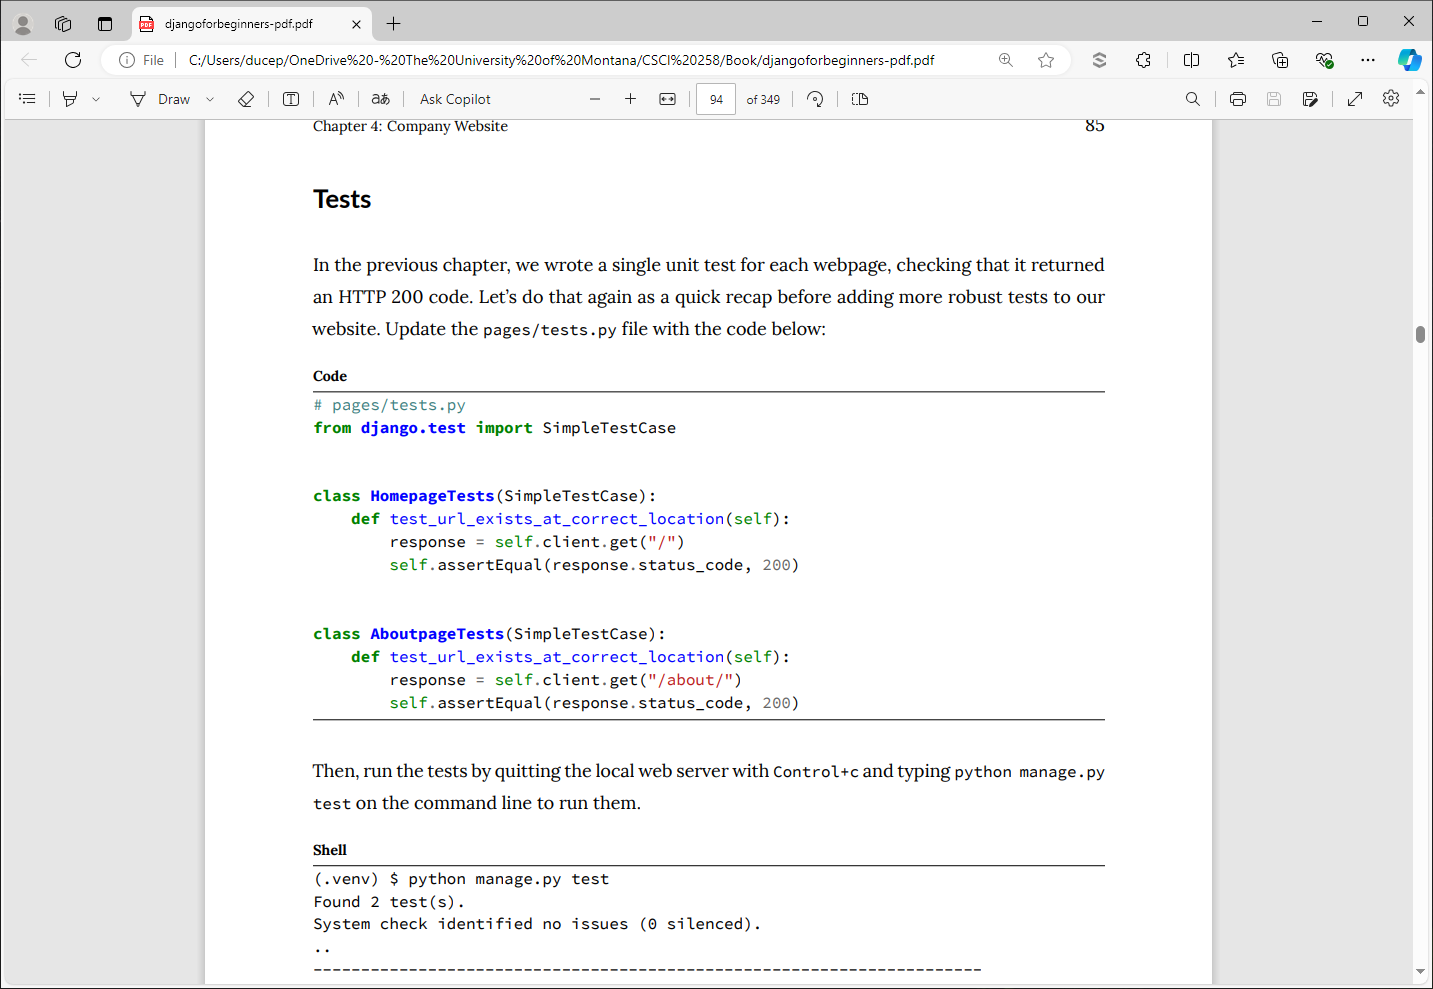 djangoforbeginners-pdf.pdf
File
C:/Users/ducep/OneDrive%20-%20The%20University%20of%20Montana/CSCI%20258/Book/djangoforbeginners-pdf.pdf
Draw
Ask Copilot
94
of 349
Chapter 4: Company Website
85
Tests
In the previous chapter, we wrote a single unit test for each webpage, checking that it returned
an HTTP 200 code. Let’s do that again as a quick recap before adding more robust tests to our
website. Update the pages/tests.py file with the code below:
Code
# pages/tests.py
from django.test import SimpleTestCase
class HomepageTests(SimpleTestCase):
    def test_url_exists_at_correct_location(self):
        response = self.client.get("/")
        self.assertEqual(response.status_code, 200)
class AboutpageTests(SimpleTestCase):
    def test_url_exists_at_correct_location(self):
        response = self.client.get("/about/")
        self.assertEqual(response.status_code, 200)
Then, run the tests by quitting the local web server with Control+c and typing python manage.py
test on the command line to run them.
Shell
(.venv) $ python manage.py test
Found 2 test(s).
System check identified no issues (0 silenced).
..
----------------------------------------------------------------------